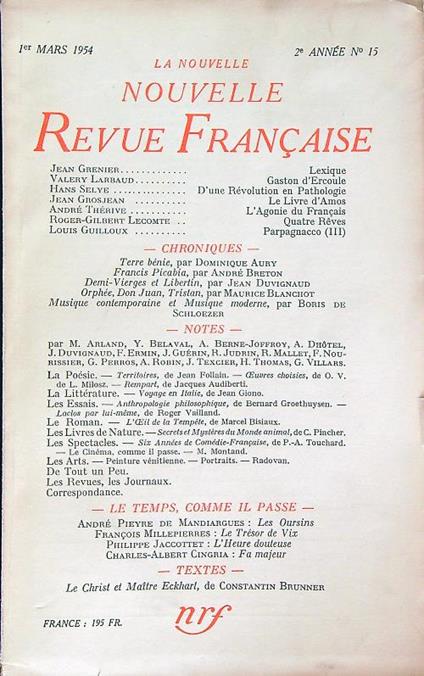 1er MARS 1954 2e ANNÉE No 15
LA NOUVELLE
NOUVELLE
REVUE FRANÇAISE
JEAN GRENIER............. Lexique
VALERY LARBAUD.......... Gaston d'Ercoule
HANS SELYE .............. D'une Révolution en Pathologie
JEAN GROSJEAN .......... Le Livre d'Amos
ANDRÉ THÉRIVE ........... L'Agonie du Français
ROGER-GILBERT LECOMTE .. Quatre Rêves
LOUIS GUILLOUX .......... Parpagnacco (III)
— CHRONIQUES —
Terre bénie, par DOMINIQUE AURY
Francis Picabia, par ANDRÉ BRETON
Demi-Vierges et Libertin, par JEAN DUVIGNAUD
Orphée, Don Juan, Tristan, par MAURICE BLANCHOT
Musique contemporaine et Musique moderne, par BORIS DE
SCHLOEZER
— NOTES —
par M. ARLAND, Y. BELAVAL, A. BERNE-JOFFROY, A. DHÔTEL,
J. DUVIGNAUD, F. ERMIN, J. GUÉRIN, R. JUDRIN, R. MALLET, F. NOU-
RISSIER, G. PERROS, A. ROBIN, J. TEXCIER, H. THOMAS, G. VILLARS.
La Poésie. — Territoires, de Jean Follain. — Œuvres choisies, de O. V.
de L. Milosz. — Rempart, de Jacques Audiberti.
La Littérature. — Voyage en Italie, de Jean Giono.
Les Essais. — Anthropologie philosophique, de Bernard Groethuysen. —
Laclos par lui-même, de Roger Vailland.
Le Roman. — L'Œil de la Tempête, de Marcel Bisiaux.
Les Livres de Nature. — Secrets et Mystères du Monde animal, de C. Pincher.
Les Spectacles. — Six Années de Comédie-Française, de P.-A. Touchard.
— Le Cinéma, comme il passe. — M. Montand.
Les Arts. — Peinture vénitienne. — Portraits. — Radovan.
De Tout un Peu.
Les Revues, les Journaux.
Correspondance.
— LE TEMPS, COMME IL PASSE —
ANDRÉ PIEYRE DE MANDIARGUES : Les Oursins
FRANÇOIS MILLEPIERRES : Le Trésor de Vix
PHILIPPE JACCOTTET : L'Heure douteuse
CHARLES-ALBERT CINGRIA : Fa majeur
— TEXTES —
Le Christ et Maître Eckhart, de CONSTANTIN BRUNNER
FRANCE : 195 FR. nrf